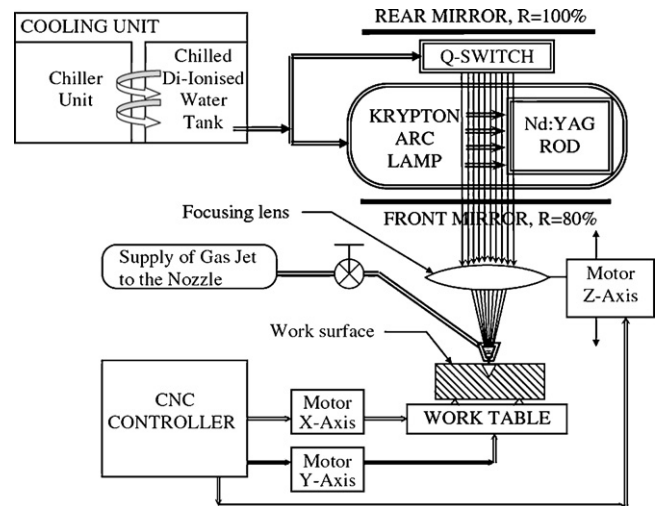 COOLING UNIT
Chiller
Unit
Chilled
Di-Ionised
Water
Tank
REAR MIRROR, R=100%
Q-SWITCH
KRYPTON
ARC
LAMP
Nd:YAG
ROD
FRONT MIRROR, R=80%
Focusing lens
Supply of Gas Jet
to the Nozzle
Motor
Z-Axis
Work surface
CNC
CONTROLLER
Motor
X-Axis
WORK TABLE
Motor
Y-Axis